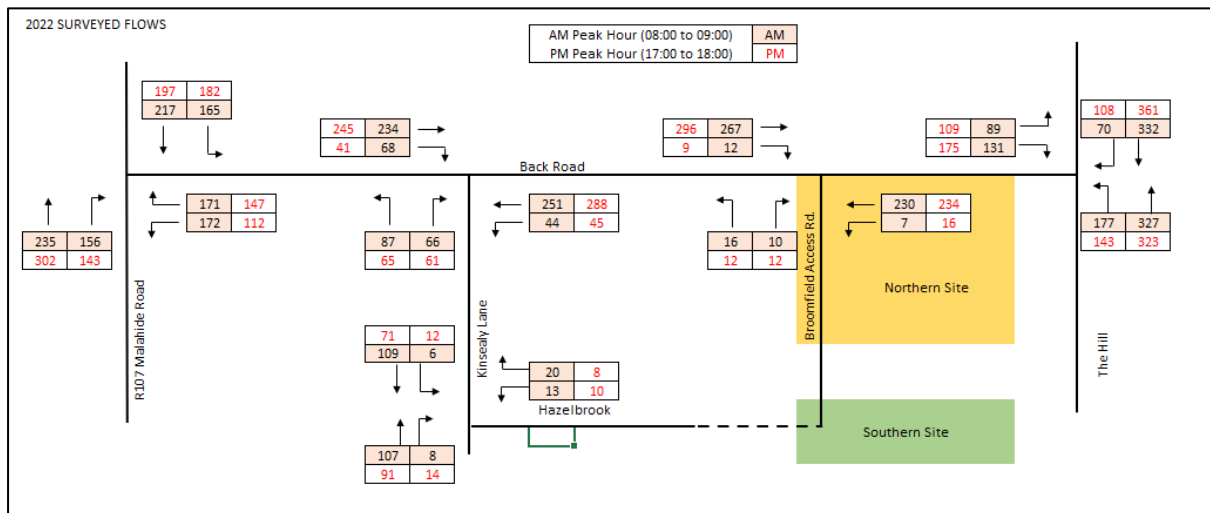 2022 SURVEYED FLOWS
AM Peak Hour (08:00 to 09:00) AM
PM Peak Hour (17:00 to 18:00) PM
197 182
217 165
245 234
41 68
296 267
9 12
109 89
175 131
108 361
70 332
Back Road
171 147
172 112
235 156
302 143
87 66
65 61
251 288
44 45
16 10
12 12
230 234
7 16
177 327
143 323
R107 Malahide Road
Kinsealy Lane
Broomfield Access Rd.
Northern Site
The Hill
71 12
109 6
20 8
13 10
Hazelbrook
Southern Site
107 8
91 14